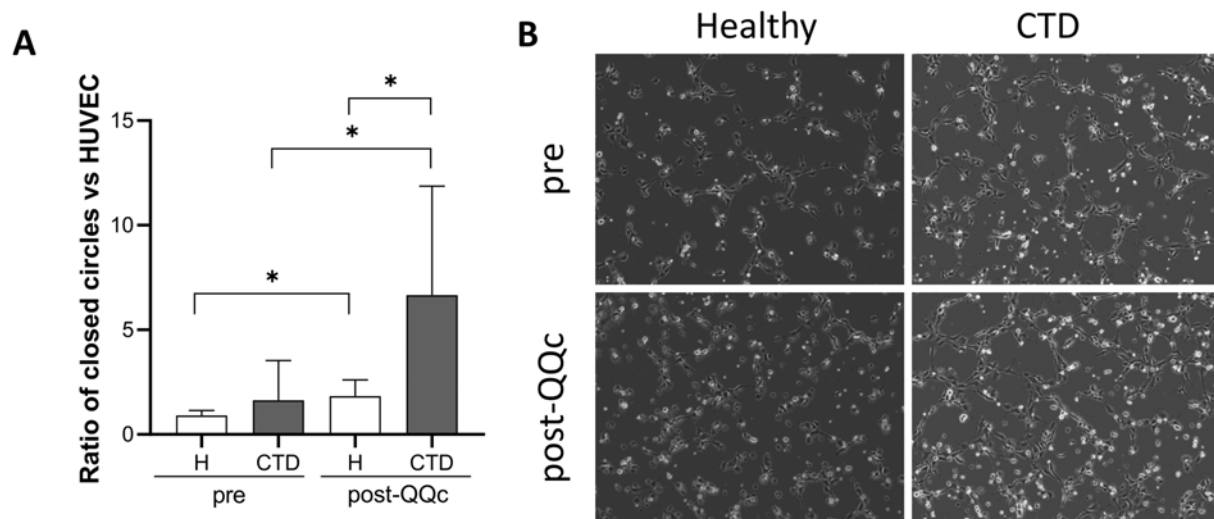 A
Ratio of closed circles vs HUVEC
15
10
5
0
*
*
*
H
CTD
H
CTD
pre
post-QQc
B
Healthy
CTD
pre
post-QQc